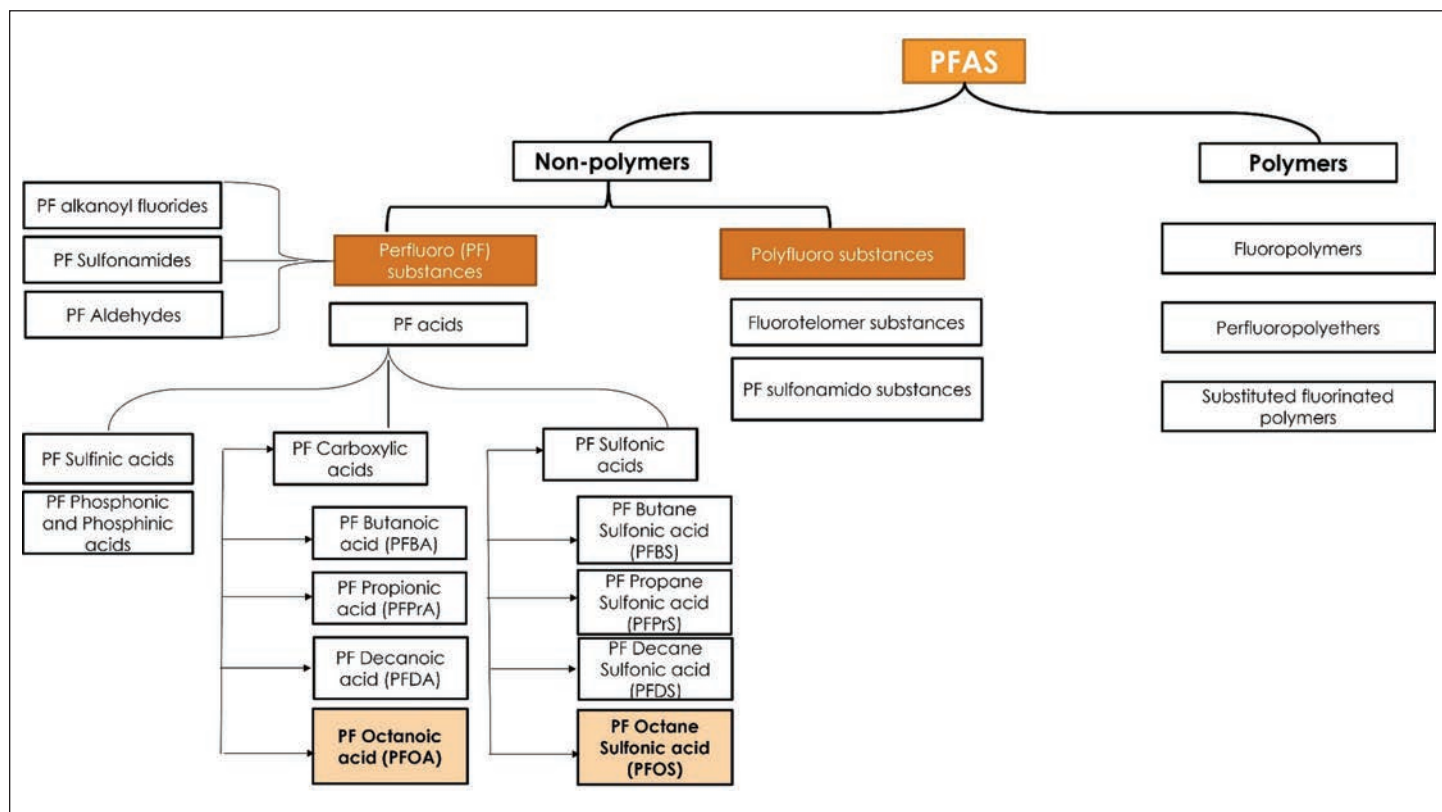 PFAS
Non-polymers
Polymers
PF alkanoyl fluorides
PF Sulfonamides
PF Aldehydes
Perfluoro (PF)
substances
Polyfluoro substances
Fluoropolymers
PF acids
Fluorotelomer substances
Perfluoropolyethers
PF sulfonamido substances
Substituted fluorinated
polymers
PF Sulfinic acids
PF Carboxylic
acids
PF Sulfonic
acids
PF Phosphonic
and Phosphinic
acids
PF Butanoic
acid (PFBA)
PF Butane
Sulfonic acid
(PFBS)
PF Propionic
acid (PFPrA)
PF Propane
Sulfonic acid
(PFPrS)
PF Decanoic
acid (PFDA)
PF Decane
Sulfonic acid
(PFDS)
PF Octanoic
acid (PFOA)
PF Octane
Sulfonic acid
(PFOS)